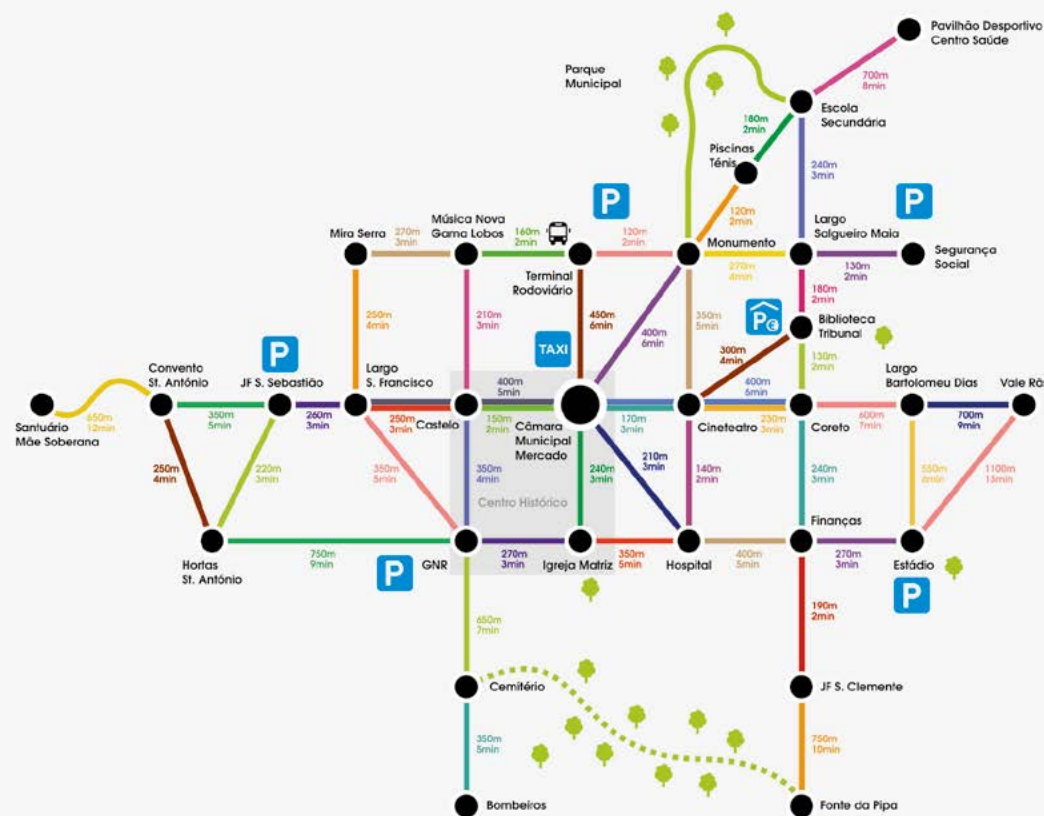 Pavilhão Desportivo
Centro Saúde
700m
8min
Parque
Municipal
Escola
Secundária
180m
2min
Piscinas
Ténis
240m
3min
P
P
120m
2min
Mira Serra
270m
3min
Música Nova
Gama Lobos
160m
2min
120m
2min
Monumento
Largo
Salgueiro Maia
Segurança
Social
Terminal
Rodoviário
270m
4min
130m
2min
180m
2min
250m
4min
210m
3min
450m
6min
350m
5min
P€
Biblioteca
Tribunal
400m
6min
300m
4min
130m
2min
TAXI
P
Convento
St. António
JF S. Sebastião
Largo
S. Francisco
400m
5min
400m
6min
Largo
Bartolomeu Dias
Vale Rãs
350m
5min
260m
3min
250m
3min
150m
2min
170m
3min
230m
3min
600m
7min
700m
9min
Santuário
Mãe Soberana
650m
12min
Castelo
Câmara
Municipal
Mercado
Cineteatro
Coreto
250m
4min
220m
3min
350m
5min
350m
4min
240m
3min
210m
3min
140m
2min
240m
3min
550m
6min
1100m
15min
Centro Histórico
Finanças
Hortas
St. António
750m
9min
P
GNR
270m
3min
Igreja Matriz
350m
5min
Hospital
400m
5min
270m
3min
Estádio
P
650m
7min
190m
2min
Cemitério
JF S. Clemente
350m
5min
750m
10min
Bombeiros
Fonte da Pipa